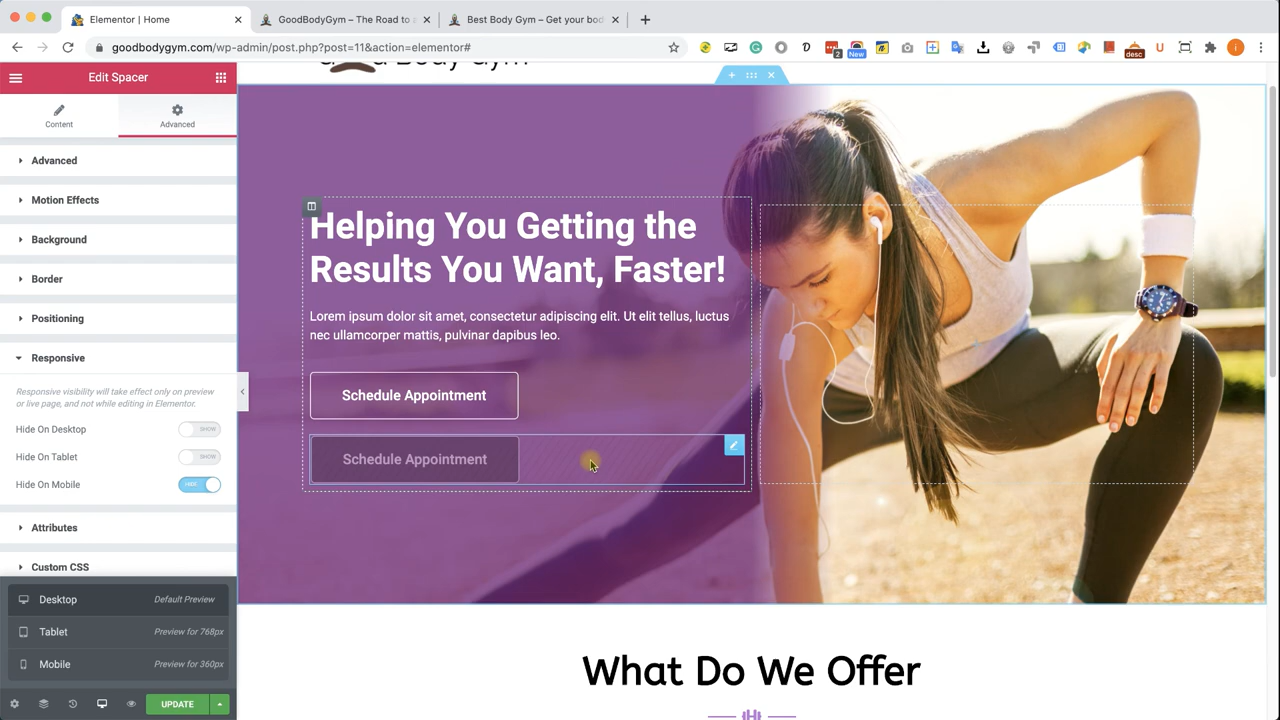 Elementor | Home
GoodBodyGym – The Road to
Best Body Gym – Get your bod
goodbodygym.com/wp-admin/post.php?post=11&action=elementor#
2
New
desc
i
Edit Spacer
Body Gym
Content
Advanced
Advanced
Motion Effects
Background
Border
Positioning
Responsive
Responsive visibility will take effect only on preview
or live page, and not while editing in Elementor.
Hide On Desktop SHOW
Hide On Tablet SHOW
Hide On Mobile HIDE
Attributes
Custom CSS
Desktop Default Preview
Tablet Preview for 768px
Mobile Preview for 360px
UPDATE
Helping You Getting the
Results You Want, Faster!
Lorem ipsum dolor sit amet, consectetur adipiscing elit. Ut elit tellus, luctus
nec ullamcorper mattis, pulvinar dapibus leo.
Schedule Appointment
Schedule Appointment
What Do We Offer